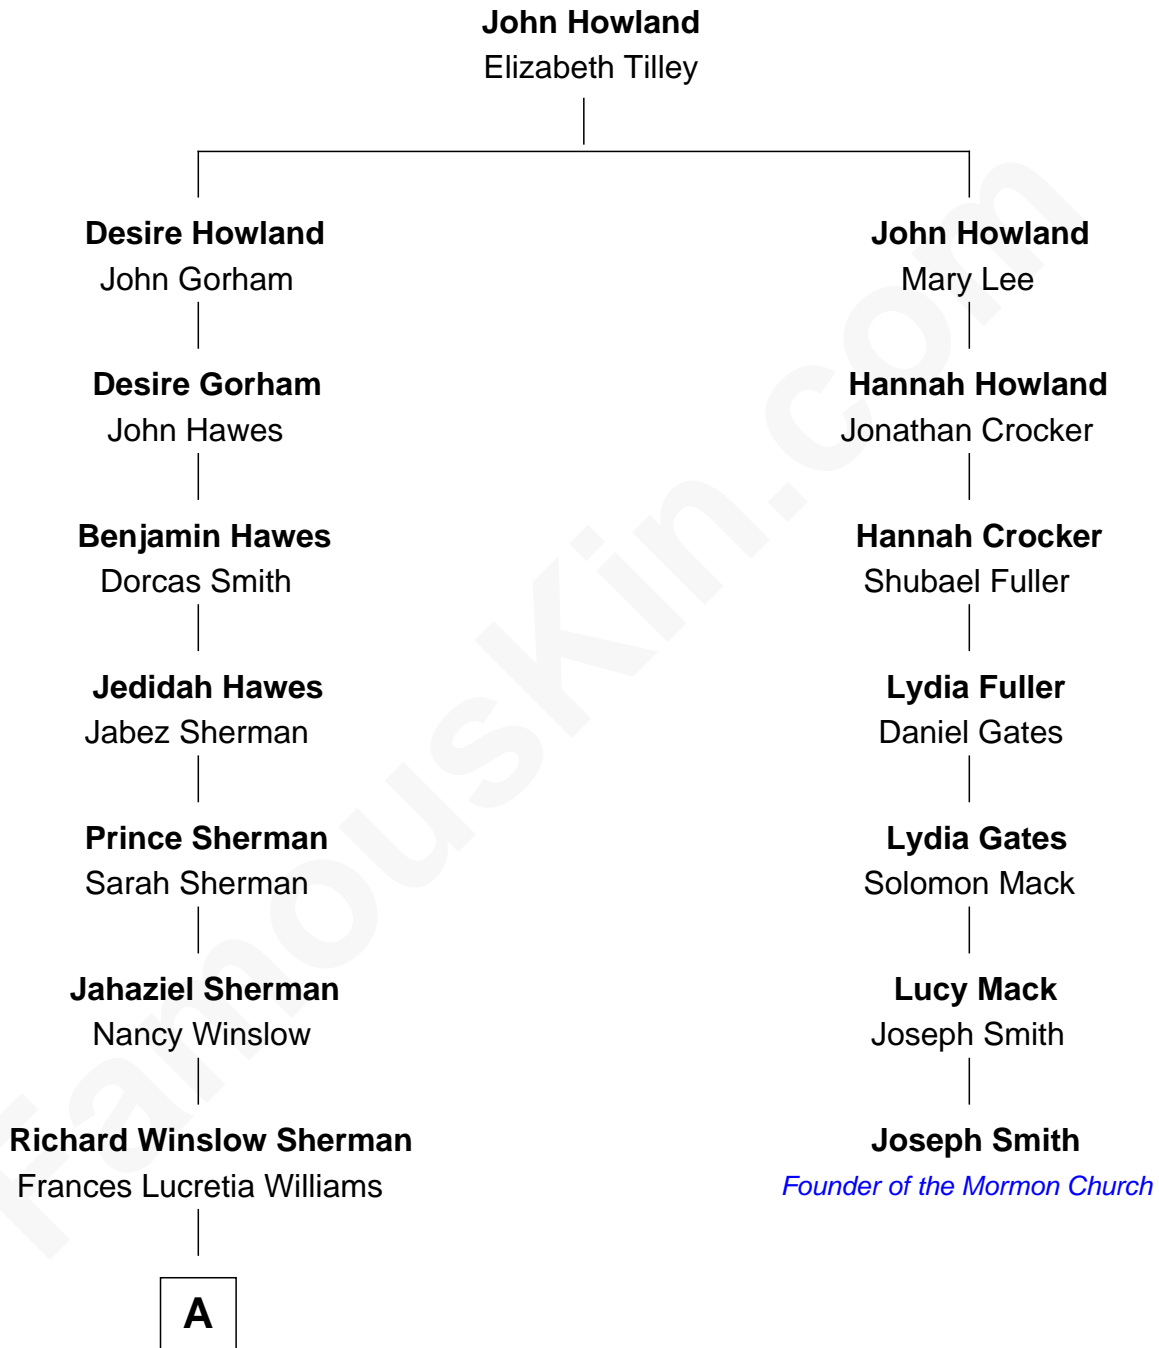 John Howland
Elizabeth Tilley
Desire Howland
John Gorham
John Howland
Mary Lee
Desire Gorham
John Hawes
Hannah Howland
Jonathan Crocker
Benjamin Hawes
Dorcas Smith
Hannah Crocker
Shubael Fuller
Jedidah Hawes
Jabez Sherman
Lydia Fuller
Daniel Gates
Prince Sherman
Sarah Sherman
Lydia Gates
Solomon Mack
Jahaziel Sherman
Nancy Winslow
Lucy Mack
Joseph Smith
Richard Winslow Sherman
Frances Lucretia Williams
Joseph Smith
Founder of the Mormon Church
A
FamousKin.com